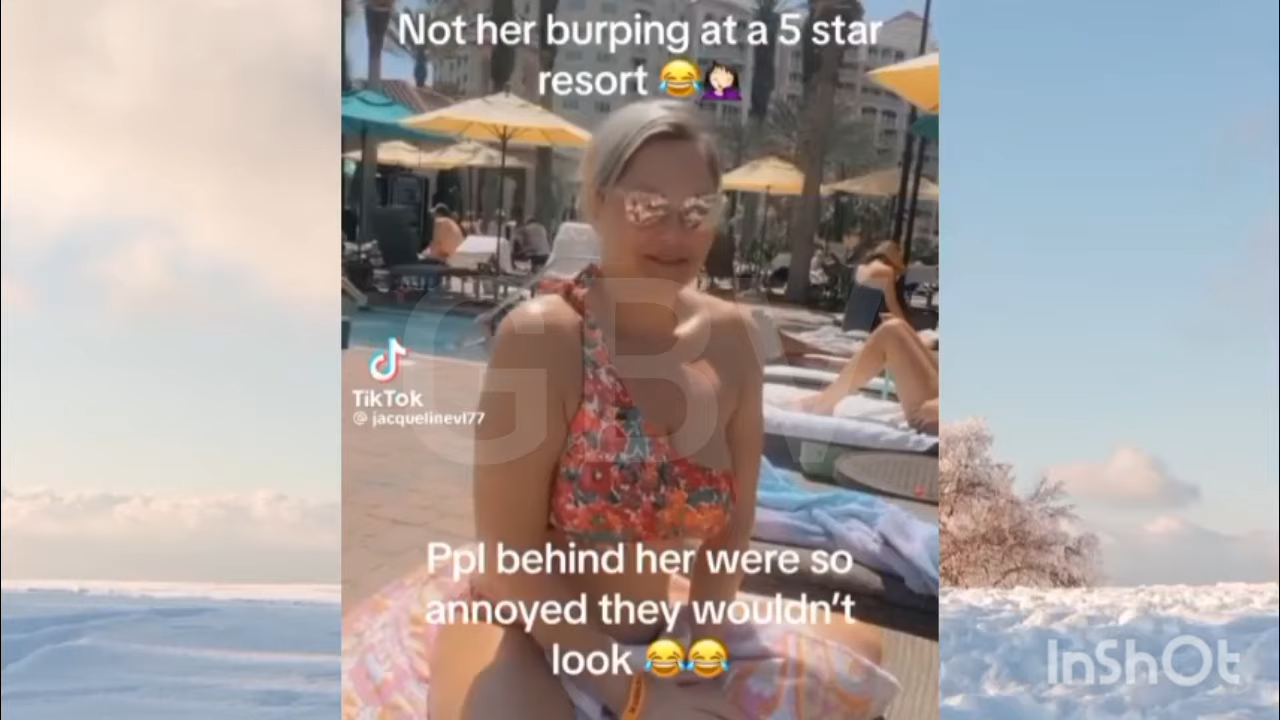 Not her burping at a 5 star
resort 😂🤦🏻‍♀️
GBV
TikTok
@ jacquelinevl77
Ppl behind her were so
annoyed they wouldn't
look 😂😂
InShOt